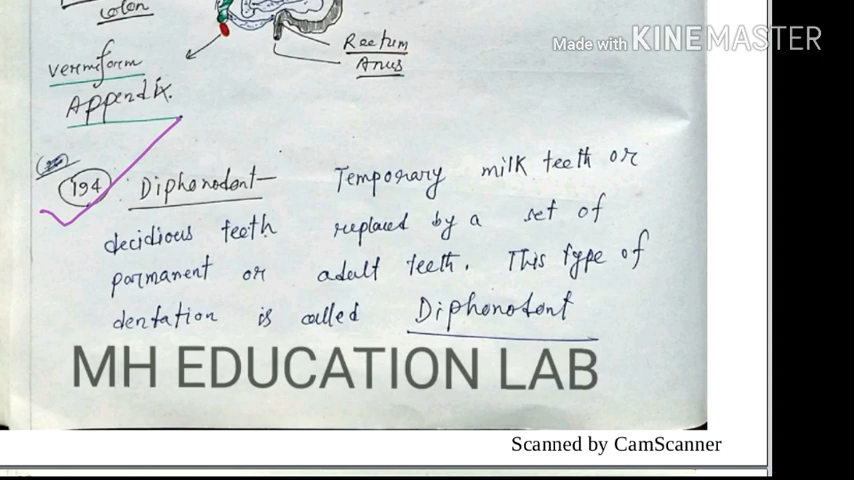 colon
Rectum
Anus
Made with KINEMASTER
vermiform
Appendix.
194 Diphonodont— Temporary milk teeth or
decidious teeth replaced by a set of
parmanent or adult teeth. This type of
dentation is called Diphonotont
MH EDUCATION LAB
Scanned by CamScanner